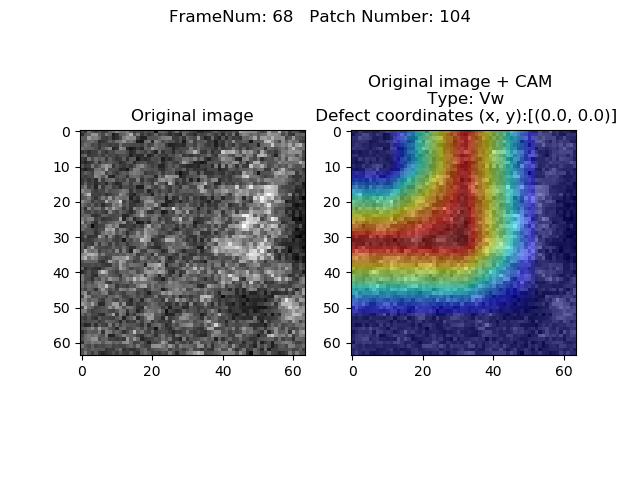 FrameNum: 68   Patch Number: 104
Original image
0
10
20
30
40
50
60
0 20 40 60
Original image + CAM
Type: Vw
Defect coordinates (x, y):[(0.0, 0.0)]
0
10
20
30
40
50
60
0 20 40 60